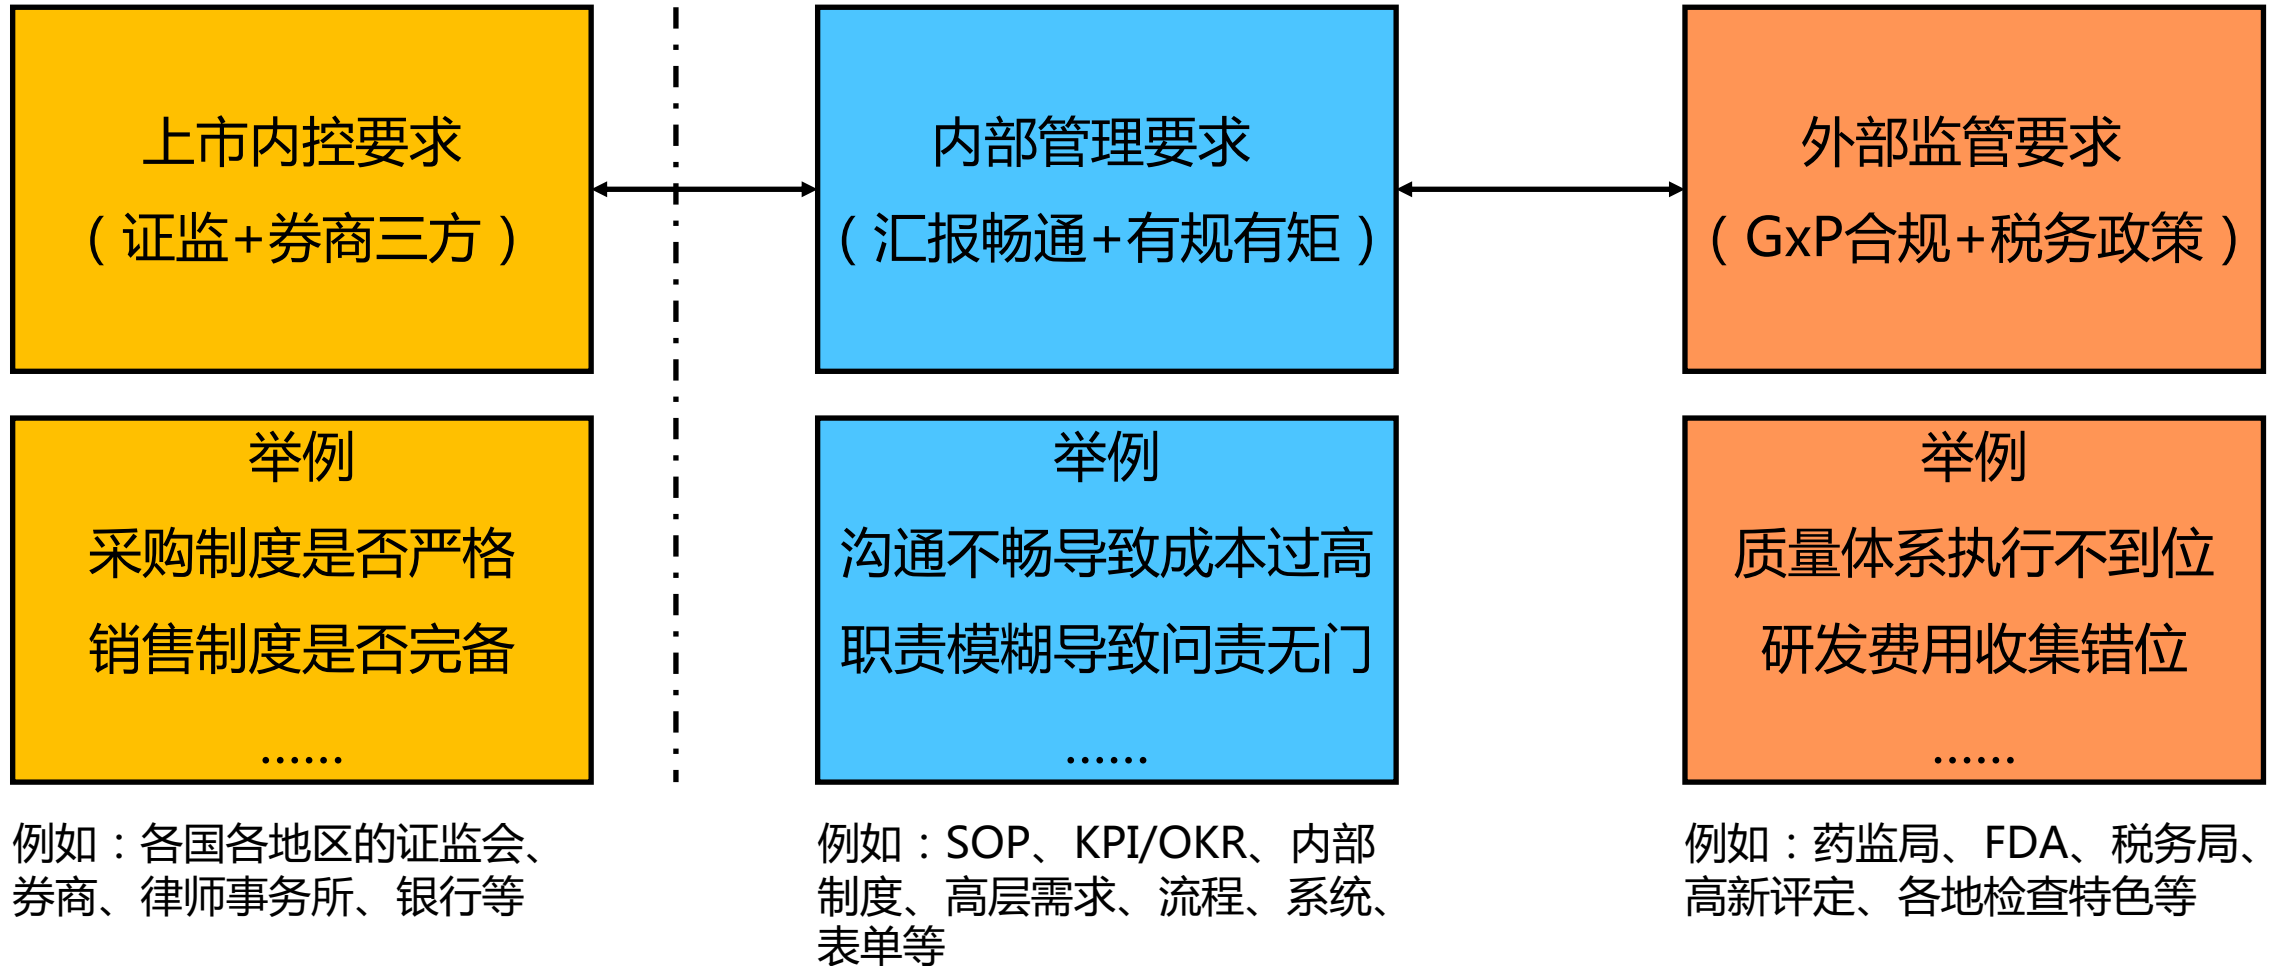 上市内控要求
（证监+券商三方）
内部管理要求
（汇报畅通+有规有矩）
外部监管要求
（GxP合规+税务政策）
举例
采购制度是否严格
销售制度是否完备
……
举例
沟通不畅导致成本过高
职责模糊导致问责无门
……
举例
质量体系执行不到位
研发费用收集错位
……
例如：各国各地区的证监会、
券商、律师事务所、银行等
例如：SOP、KPI/OKR、内部
制度、高层需求、流程、系统、
表单等
例如：药监局、FDA、税务局、
高新评定、各地检查特色等